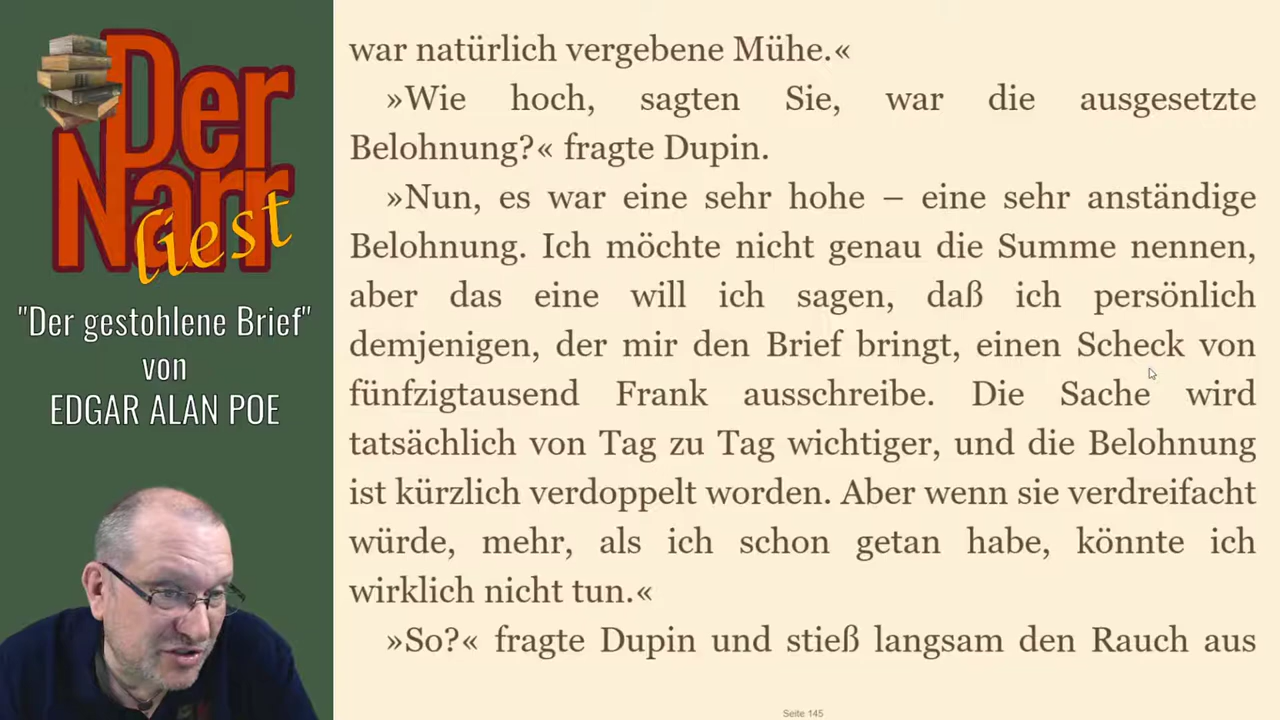 Der
Narr
liest
"Der gestohlene Brief"
von
EDGAR ALAN POE
war natürlich vergebene Mühe.«
»Wie hoch, sagten Sie, war die ausgesetzte
Belohnung?« fragte Dupin.
»Nun, es war eine sehr hohe – eine sehr anständige
Belohnung. Ich möchte nicht genau die Summe nennen,
aber das eine will ich sagen, daß ich persönlich
demjenigen, der mir den Brief bringt, einen Scheck von
fünfzigtausend Frank ausschreibe. Die Sache wird
tatsächlich von Tag zu Tag wichtiger, und die Belohnung
ist kürzlich verdoppelt worden. Aber wenn sie verdreifacht
würde, mehr, als ich schon getan habe, könnte ich
wirklich nicht tun.«
»So?« fragte Dupin und stieß langsam den Rauch aus
Seite 145